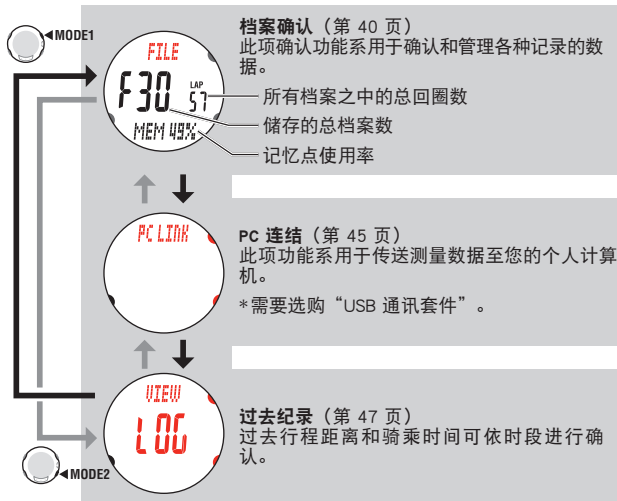 MODE1
FILE
F30 LAP 57
MEM 49%
档案确认（第 40 页）
此项确认功能系用于确认和管理各种记录的数
据。
所有档案之中的总回圈数
储存的总档案数
记忆点使用率
PC LINK
PC 连结（第 45 页）
此项功能系用于传送测量数据至您的个人计算
机。
*需要选购“USB 通讯套件”。
VIEW
LOG
过去纪录（第 47 页）
过去行程距离和骑乘时间可依时段进行确
认。
MODE2